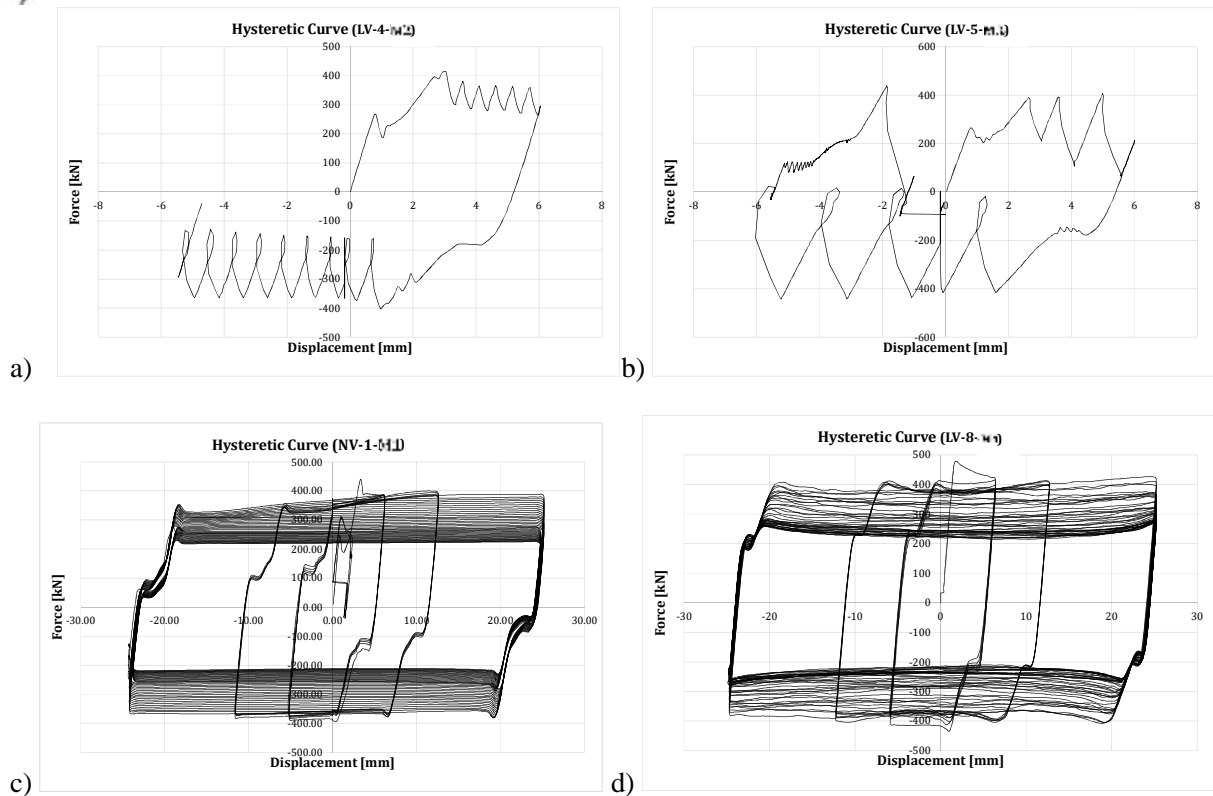 Hysteretic Curve (LV-4-
500
400
300
200
100
0
-100
-200
-300
-400
-500
-8 -6 -4 -2 0 2 4 6 8
Force [kN]
Displacement [mm]
a)
Hysteretic Curve (LV-5-
600
400
200
0
-200
-400
-600
-8 -6 -4 -2 0 2 4 6 8
Force [kN]
Displacement [mm]
b)
Hysteretic Curve (NV-1-
500.00
400.00
300.00
200.00
100.00
0.00
-100.00
-200.00
-300.00
-400.00
-500.00
-30.00 -20.00 -10.00 0.00 10.00 20.00 30.00
Force [kN]
Displacement [mm]
c)
Hysteretic Curve (LV-8-
500
400
300
200
100
0
-100
-200
-300
-400
-500
-30 -20 -10 0 10 20 30
Force [kN]
Displacement [mm]
d)